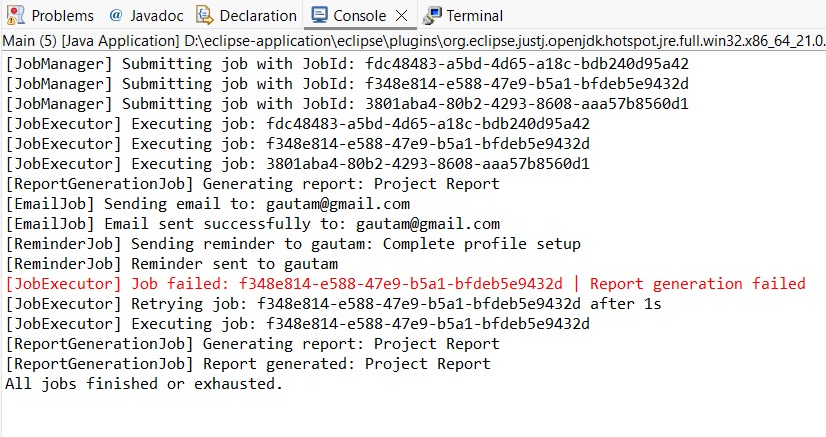 Problems @ Javadoc Declaration Console Terminal
Main (5) [Java Application] D:\eclipse-application\eclipse\plugins\org.eclipse.justj.openjdk.hotspot.jre.full.win32.x86_64_21.0.
[JobManager] Submitting job with JobId: fdc48483-a5bd-4d65-a18c-bdb240d95a42
[JobManager] Submitting job with JobId: f348e814-e588-47e9-b5a1-bfdeb5e9432d
[JobManager] Submitting job with JobId: 3801aba4-80b2-4293-8608-aaa57b8560d1
[JobExecutor] Executing job: fdc48483-a5bd-4d65-a18c-bdb240d95a42
[JobExecutor] Executing job: f348e814-e588-47e9-b5a1-bfdeb5e9432d
[JobExecutor] Executing job: 3801aba4-80b2-4293-8608-aaa57b8560d1
[ReportGenerationJob] Generating report: Project Report
[EmailJob] Sending email to: gautam@gmail.com
[EmailJob] Email sent successfully to: gautam@gmail.com
[ReminderJob] Sending reminder to gautam: Complete profile setup
[ReminderJob] Reminder sent to gautam
[JobExecutor] Job failed: f348e814-e588-47e9-b5a1-bfdeb5e9432d | Report generation failed
[JobExecutor] Retrying job: f348e814-e588-47e9-b5a1-bfdeb5e9432d after 1s
[JobExecutor] Executing job: f348e814-e588-47e9-b5a1-bfdeb5e9432d
[ReportGenerationJob] Generating report: Project Report
[ReportGenerationJob] Report generated: Project Report
All jobs finished or exhausted.